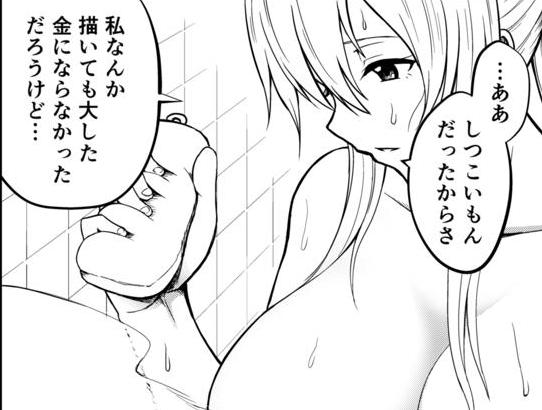 …ああ
しつこいもん
だったからさ
私なんか
描いても大した
金にならなかった
だろうけど…